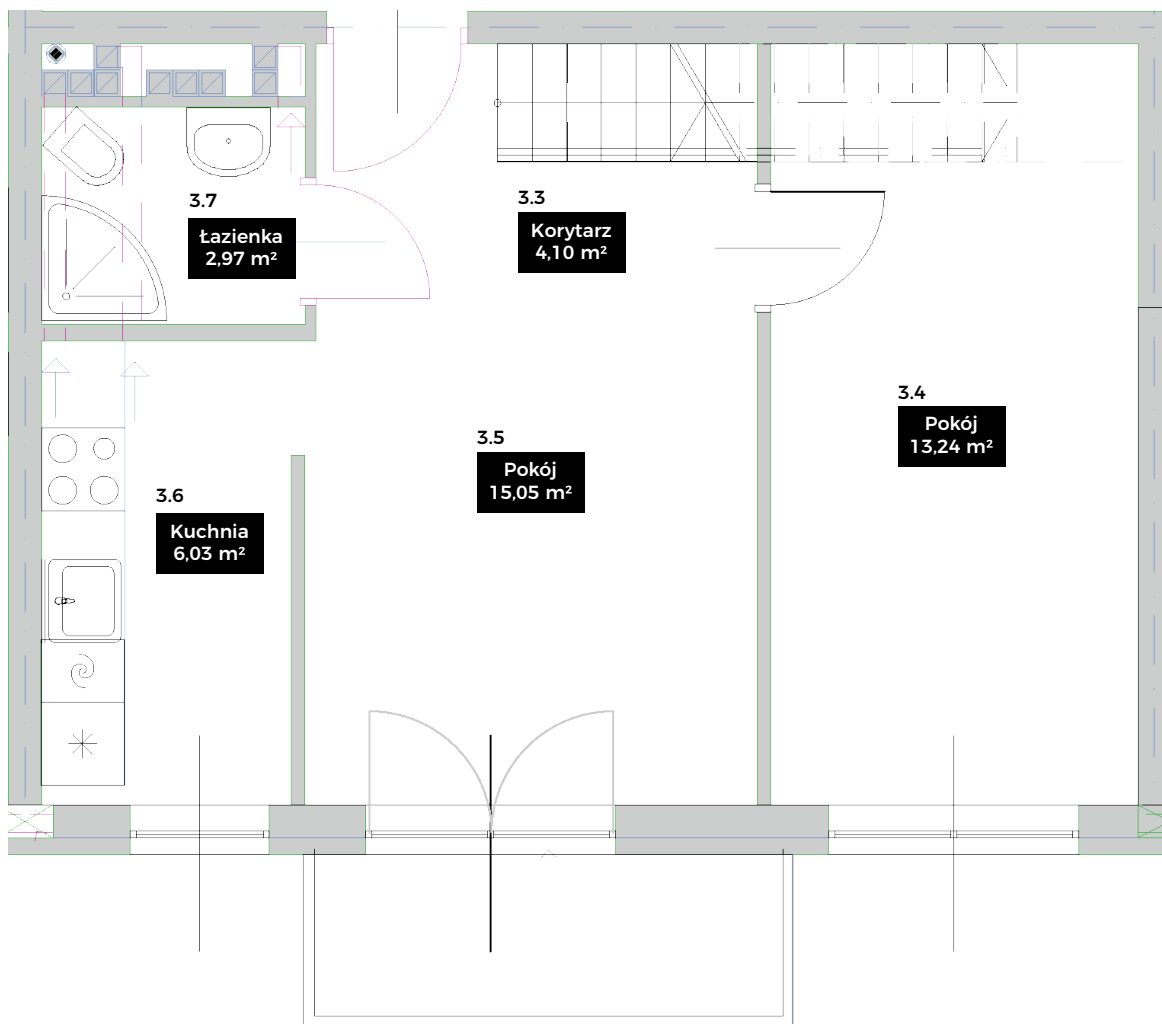 3.7
Łazienka
2,97 m²
3.3
Korytarz
4,10 m²
3.4
Pokój
13,24 m²
3.5
Pokój
15,05 m²
3.6
Kuchnia
6,03 m²